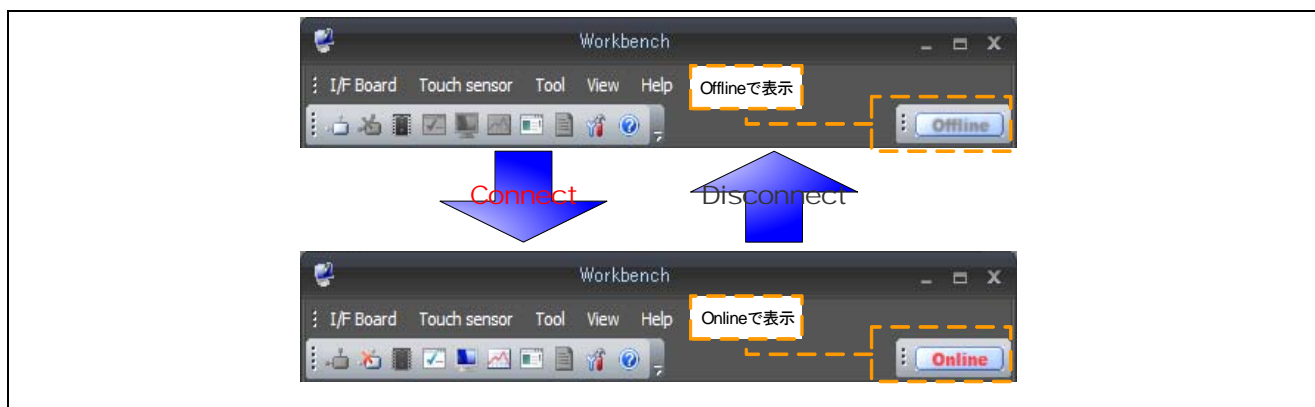 Workbench
I/F Board Touch sensor Tool View Help Offlineで表示
Offline
Connect Disconnect
Workbench
I/F Board Touch sensor Tool View Help Onlineで表示
Online